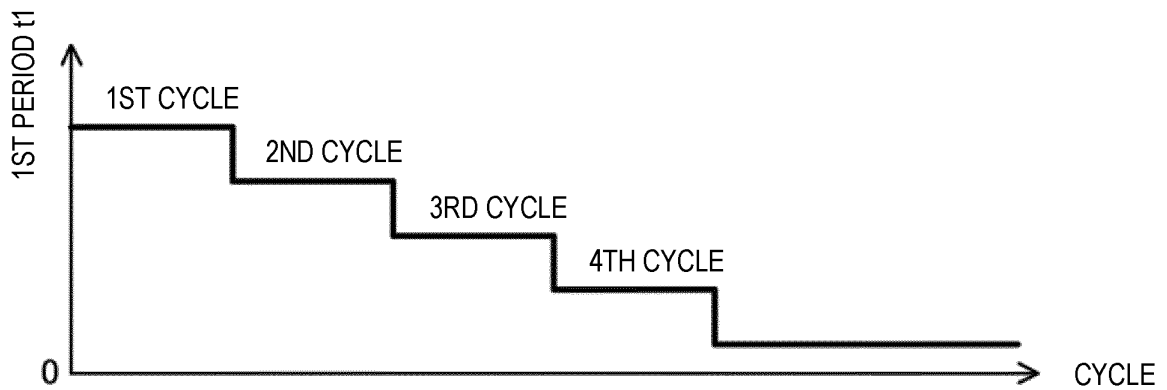 1ST PERIOD t1
1ST CYCLE
2ND CYCLE
3RD CYCLE
4TH CYCLE
0
CYCLE